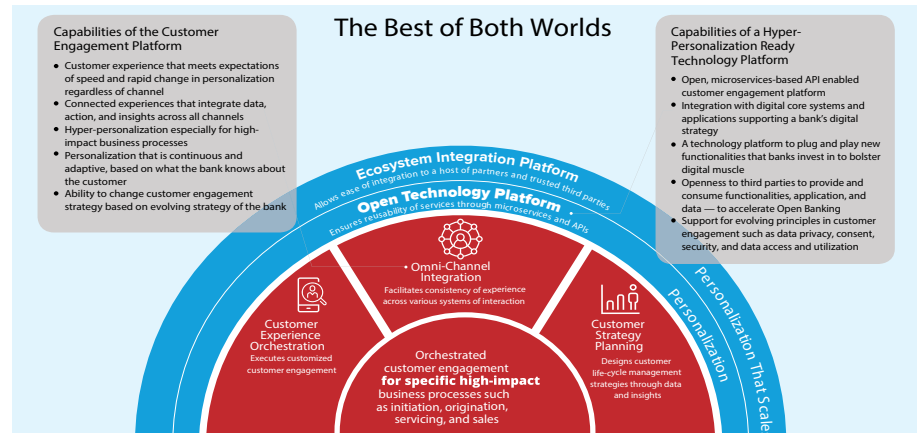 The Best of Both Worlds
Capabilities of the Customer
Engagement Platform
• Customer experience that meets expectations
of speed and rapid change in personalization
regardless of channel
• Connected experiences that integrate data,
action, and insights across all channels
• Hyper-personalization especially for high-
impact business processes
• Personalization that is continuous and
adaptive, based on what the bank knows about
the customer
• Ability to change customer engagement
strategy based on evolving strategy of the bank
Capabilities of a Hyper-
Personalization Ready
Technology Platform
• Open, microservices-based API enabled
customer engagement platform
• Integration with digital core systems and
applications supporting a bank's digital
strategy
• A technology platform to plug and play new
functionalities that banks invest in to bolster
digital muscle
• Openness to third parties to provide and
consume functionalities, application, and
data — to accelerate Open Banking
• Support for evolving principles in customer
engagement such as data privacy, consent,
security, and data access and utilization
Ecosystem Integration Platform
Allows ease of integration to a host of partners and trusted third parties
Open Technology Platform
Ensures reusability of services through microservices and APIs
Personalization That Scale
Personalization
Omni-Channel
Integration
Facilitates consistency of experience
across various systems of interaction
Customer
Experience
Orchestration
Executes customized
customer engagement
Customer
Strategy
Planning
Designs customer
life-cycle management
strategies through data
and insights
Orchestrated
customer engagement
for specific high-impact
business processes such
as initiation, origination,
servicing, and sales